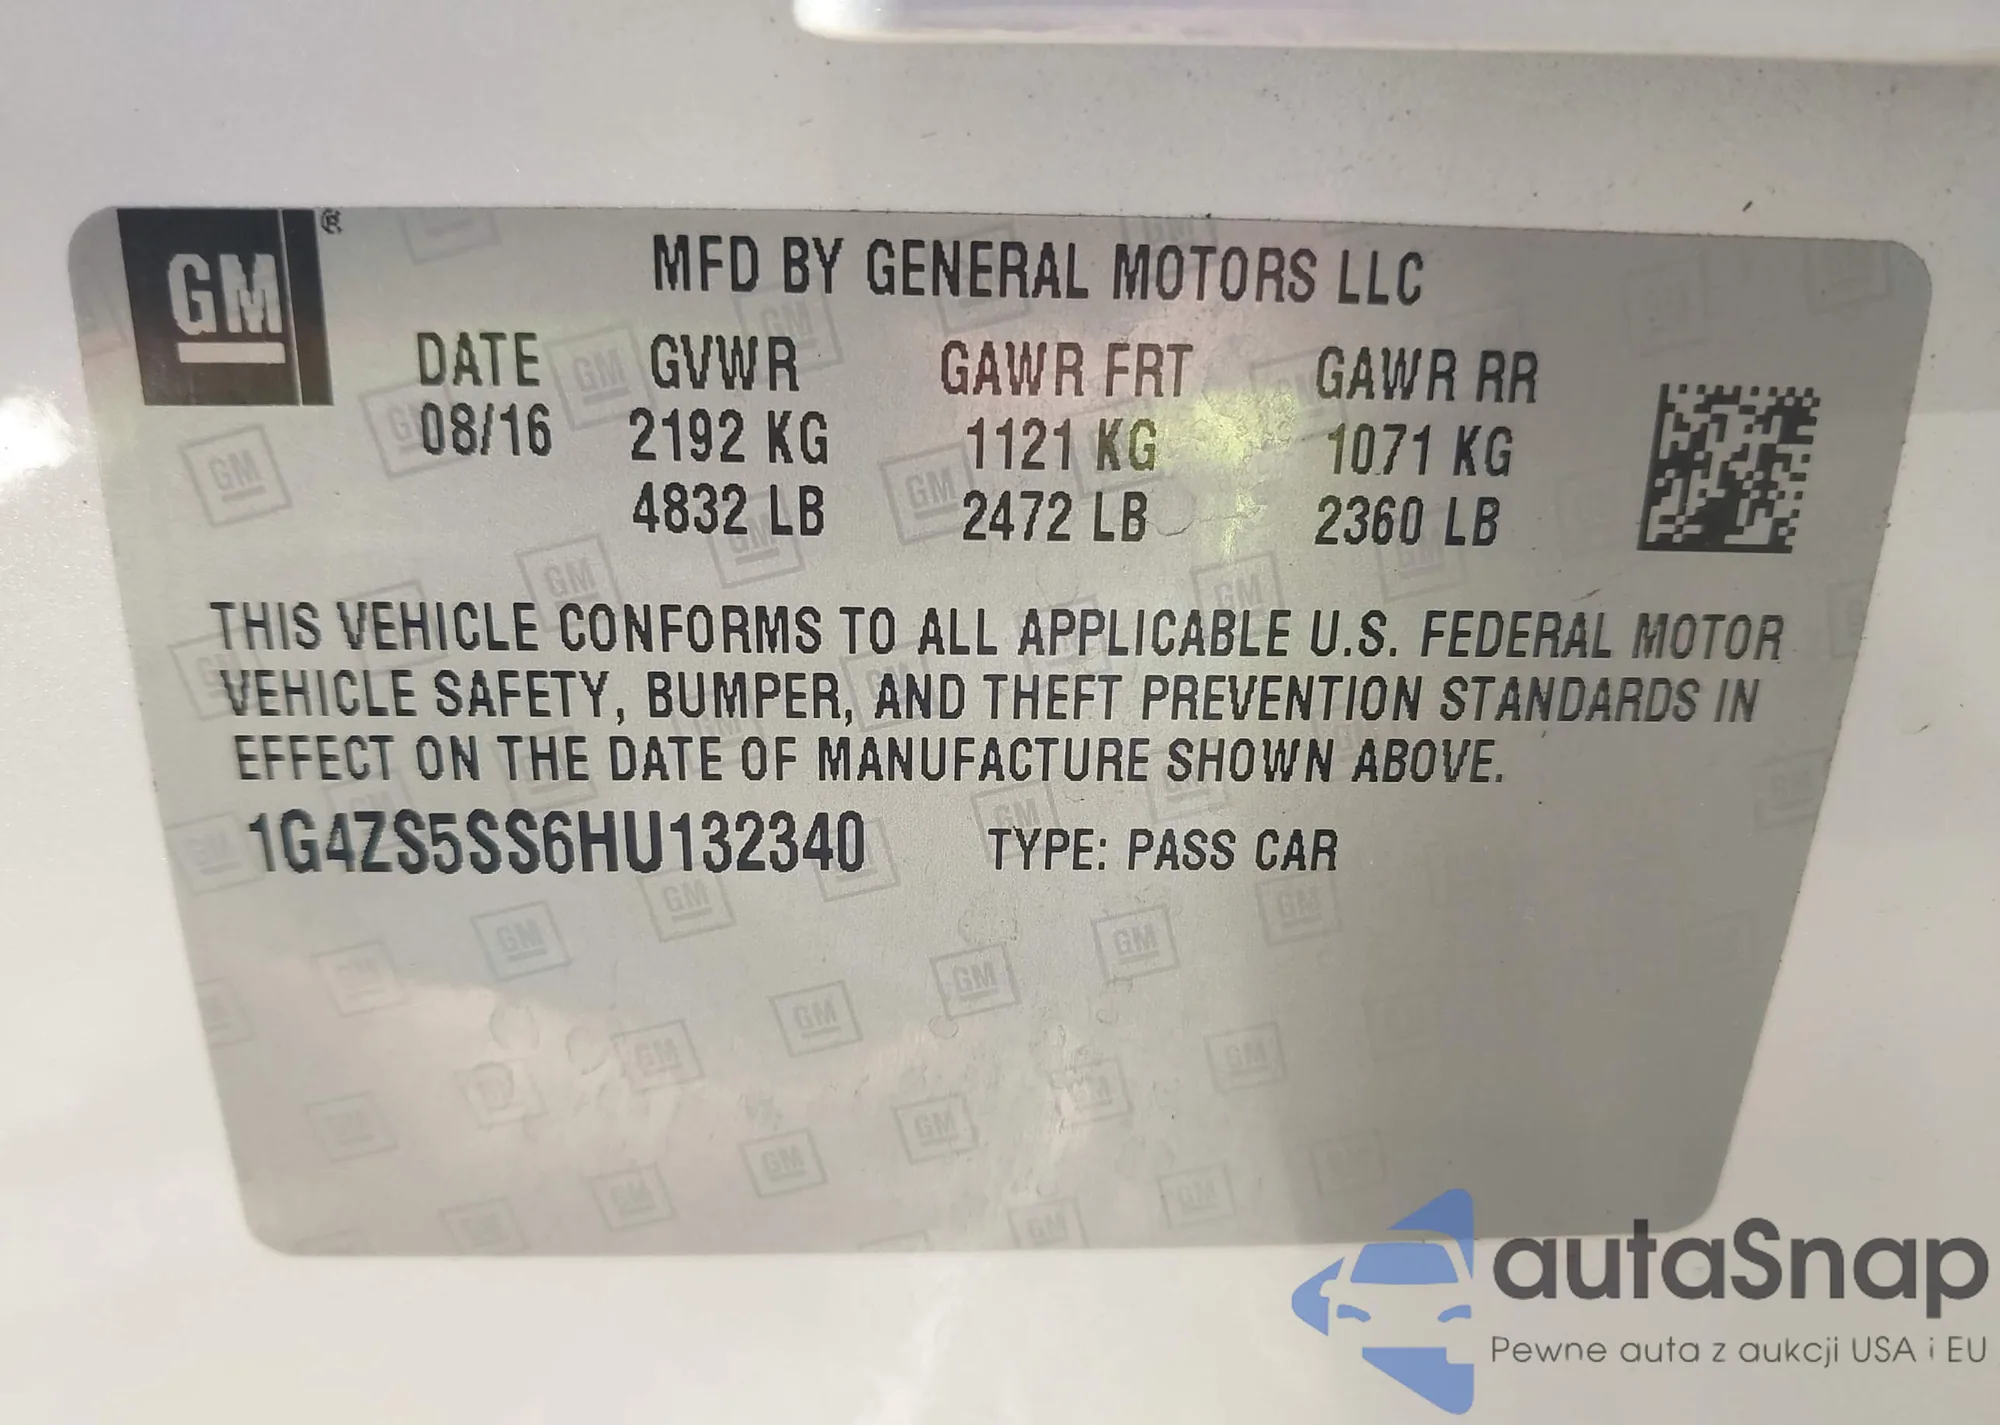 GM ®
MFD BY GENERAL MOTORS LLC
DATE GVWR GAWR FRT GAWR RR
08/16 2192 KG 1121 KG 1071 KG
4832 LB 2472 LB 2360 LB
THIS VEHICLE CONFORMS TO ALL APPLICABLE U.S. FEDERAL MOTOR
VEHICLE SAFETY, BUMPER, AND THEFT PREVENTION STANDARDS IN
EFFECT ON THE DATE OF MANUFACTURE SHOWN ABOVE.
1G4ZS5SS6HU132340 TYPE: PASS CAR
autaSnap
Pewne auta z aukcji USA i EU